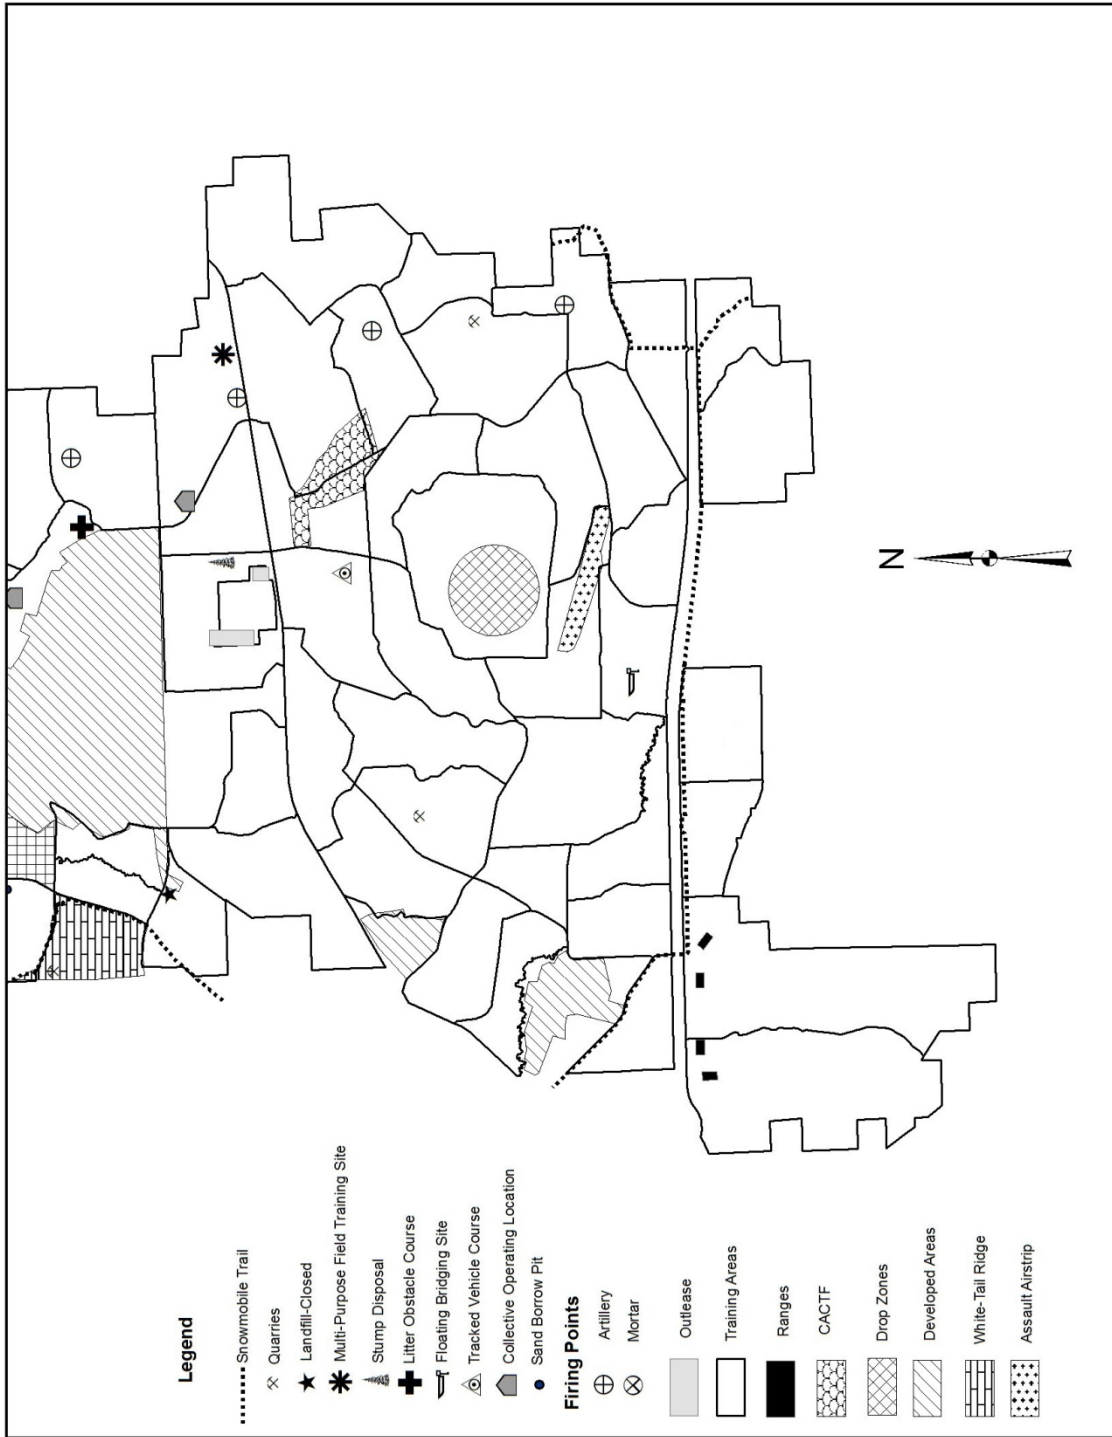 Legend
Snowmobile Trail
Quarries
Landfill-Closed
Multi-Purpose Field Training Site
Stump Disposal
Litter Obstacle Course
Floating Bridging Site
Tracked Vehicle Course
Collective Operating Location
Sand Borrow Pit
Firing Points
Artillery
Mortar
Outlease
Training Areas
Ranges
CACTF
Drop Zones
Developed Areas
White-Tail Ridge
Assault Airstrip
N